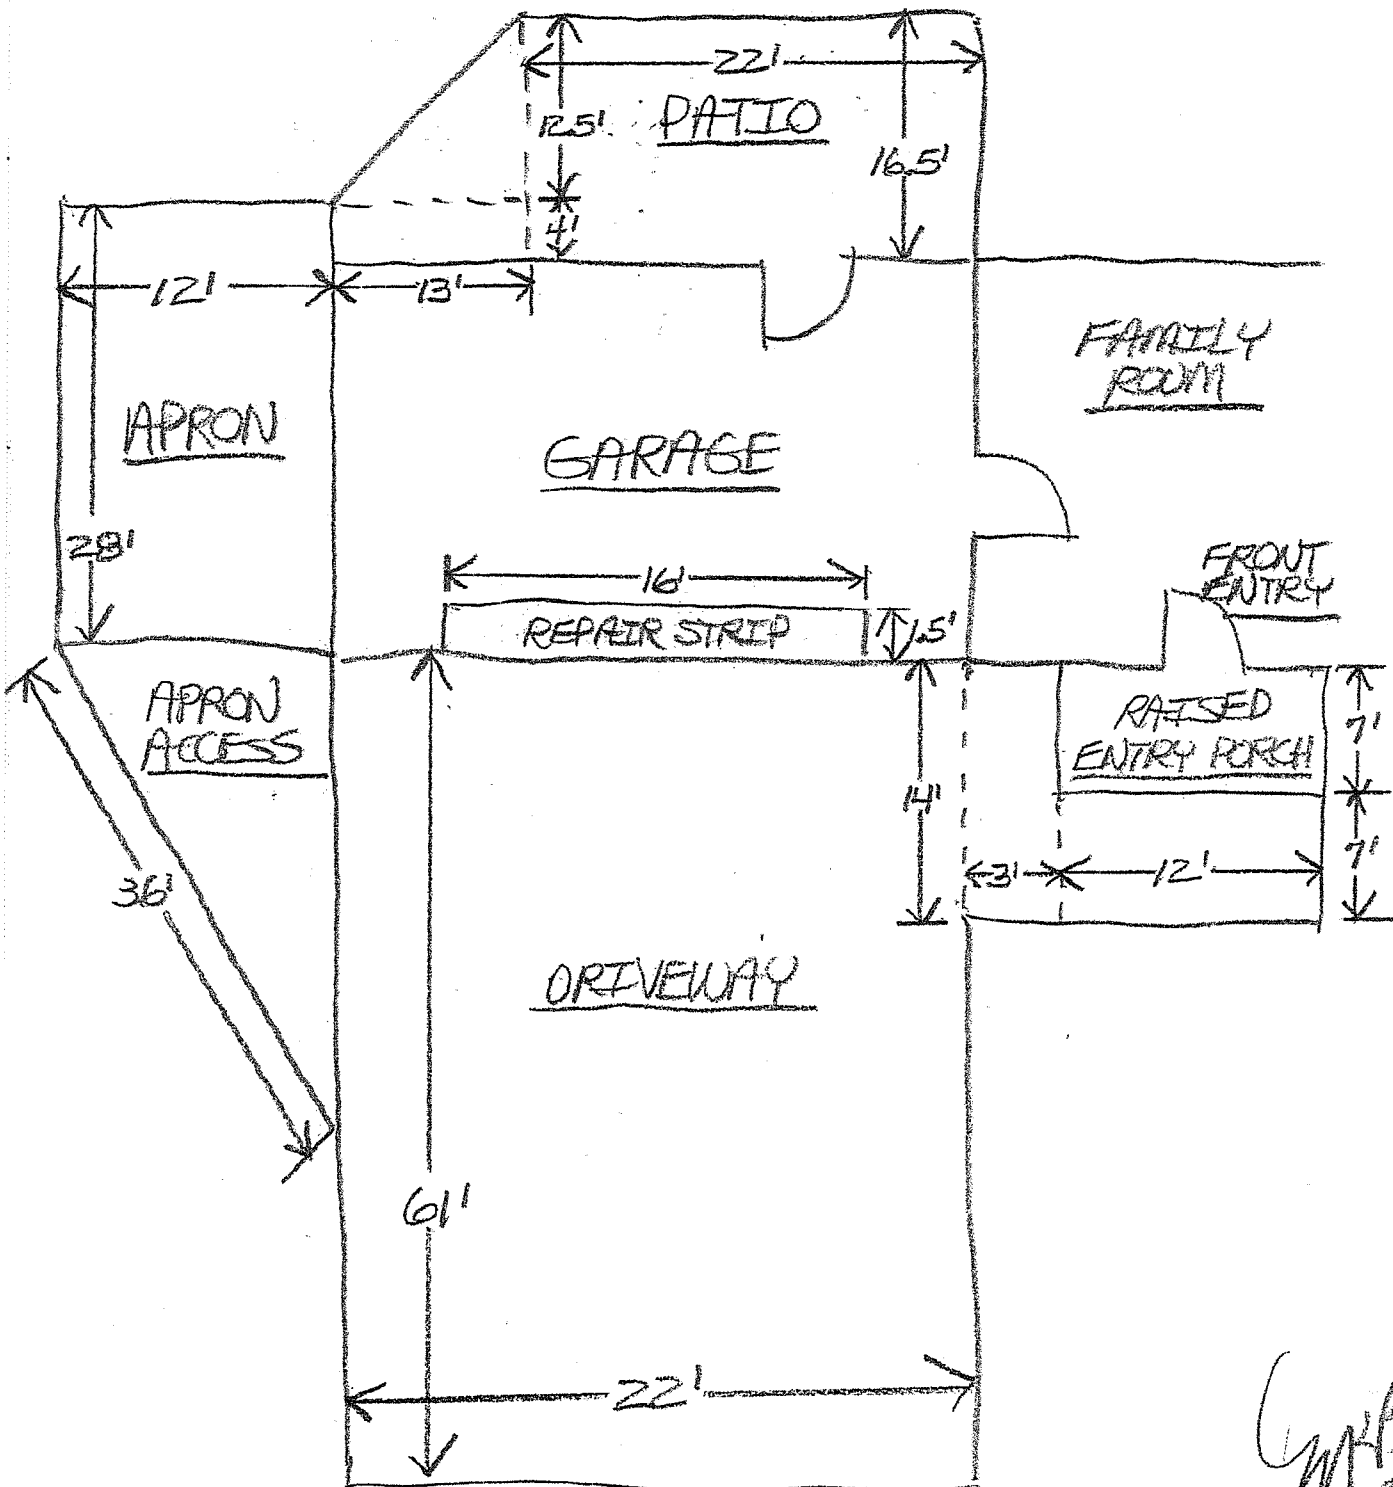 22'
12.5'
PATIO
16.5'
4'
12'
13'
FAMILY
ROOM
APRON
GARAGE
28'
FRONT
ENTRY
16'
REPAIR STRIP
1.5'
APRON
ACCESS
RAISED
ENTRY PORCH
7'
14'
7'
3'
12'
36'
DRIVEWAY
61'
22'